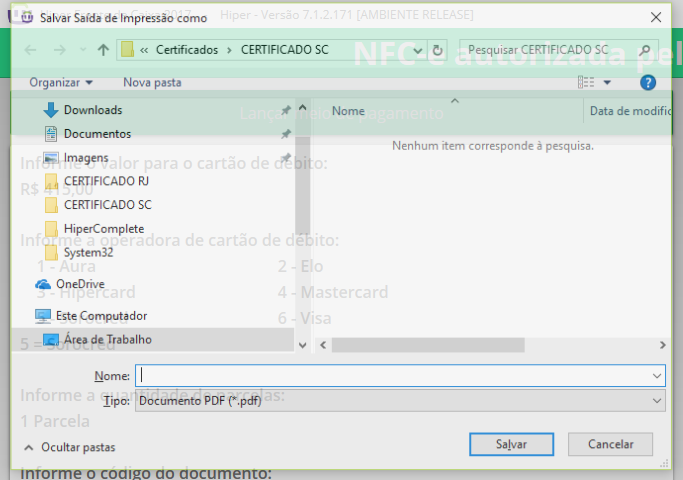 Salvar Saída de Impressão como
Hiper - Versão 7.1.2.171 [AMBIENTE RELEASE]
« Certificados › CERTIFICADO SC
Pesquisar CERTIFICADO SC
NFC-e autorizada pel
Organizar
Nova pasta
Downloads
Documentos
Imagens
CERTIFICADO RJ
CERTIFICADO SC
HiperComplete
System32
OneDrive
Este Computador
Área de Trabalho
Nome
Data de modific
Nenhum item corresponde à pesquisa.
pagamento
Informe o valor para o cartão de débito:
R$ 415,00
Informe a operadora de cartão de débito:
1 - Aura
2 - Elo
3 - Hipercard
4 - Mastercard
6 - Visa
Nome:
Tipo: Documento PDF (*.pdf)
Informe a quantidade de parcelas:
1 Parcela
Ocultar pastas
Salvar
Cancelar
Informe o código do documento: